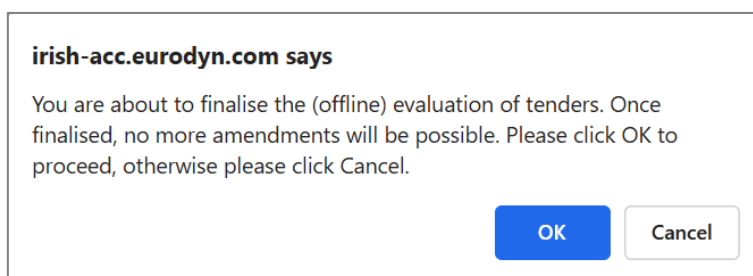 irish-acc.eurodyn.com says
You are about to finalise the (offline) evaluation of tenders. Once
finalised, no more amendments will be possible. Please click OK to
proceed, otherwise please click Cancel.
OK
Cancel